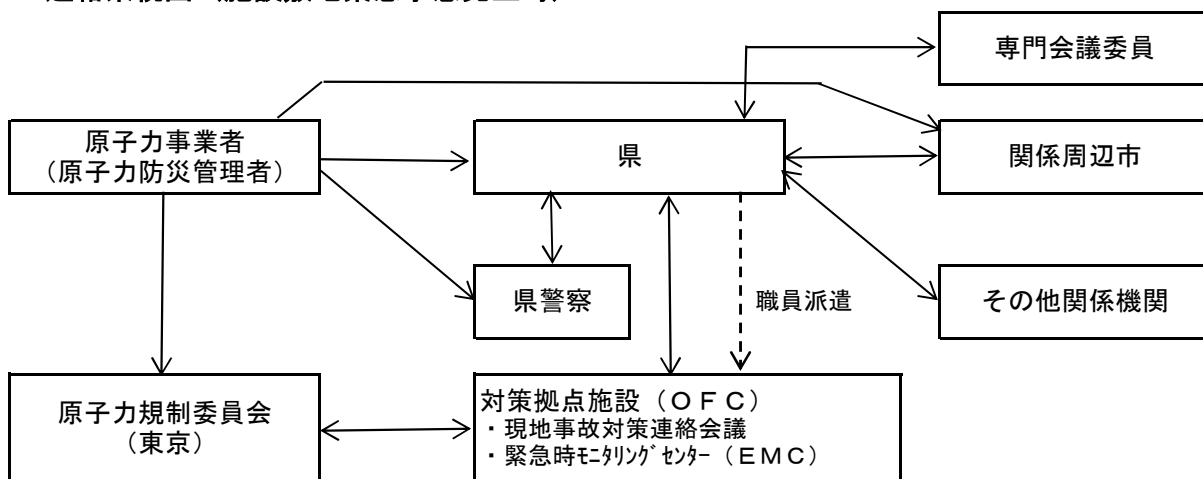 専門会議委員
原子力事業者
（原子力防災管理者）
県
関係周辺市
県警察
職員派遣
その他関係機関
原子力規制委員会
（東京）
対策拠点施設（ＯＦＣ）
・現地事故対策連絡会議
・緊急時ﾓﾆﾀﾘﾝｸﾞｾﾝﾀｰ（ＥＭＣ）